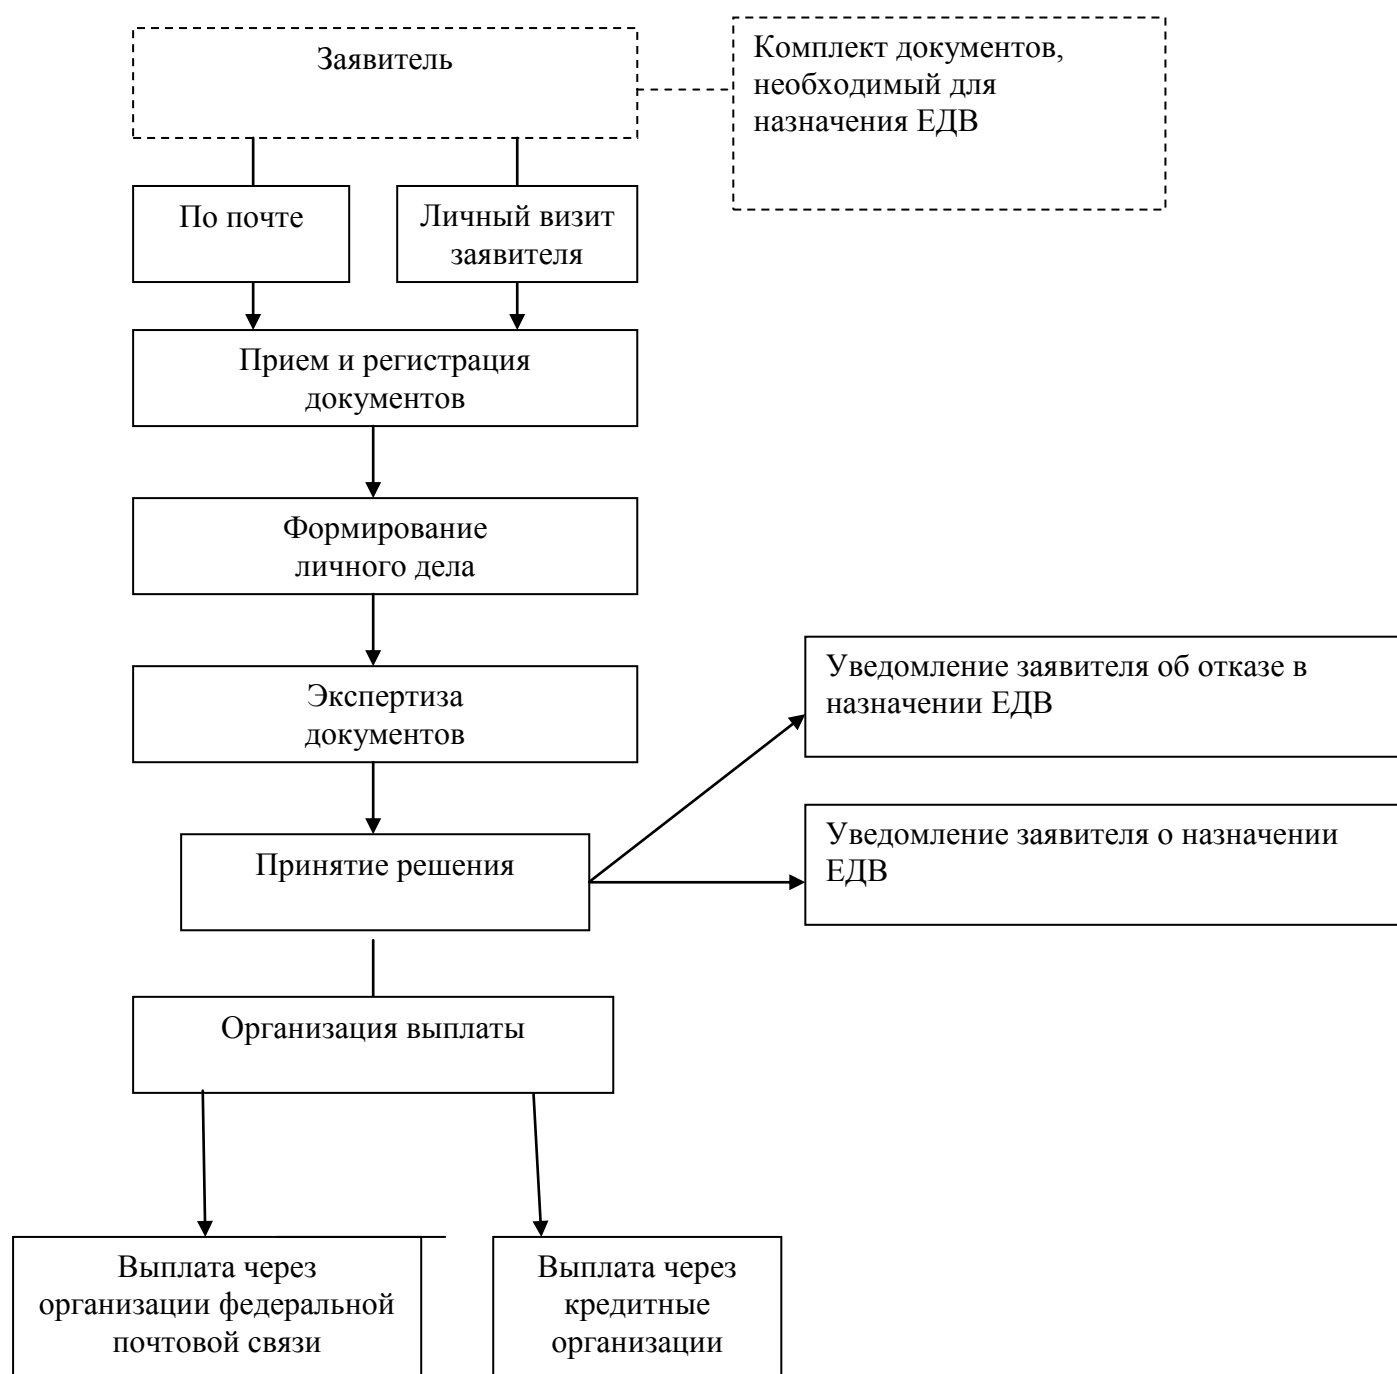 Заявитель
Комплект документов,
необходимый для
назначения ЕДВ
По почте
Личный визит
заявителя
Прием и регистрация
документов
Формирование
личного дела
Экспертиза
документов
Уведомление заявителя об отказе в
назначении ЕДВ
Принятие решения
Уведомление заявителя о назначении
ЕДВ
Организация выплаты
Выплата через
организации федеральной
почтовой связи
Выплата через
кредитные
организации